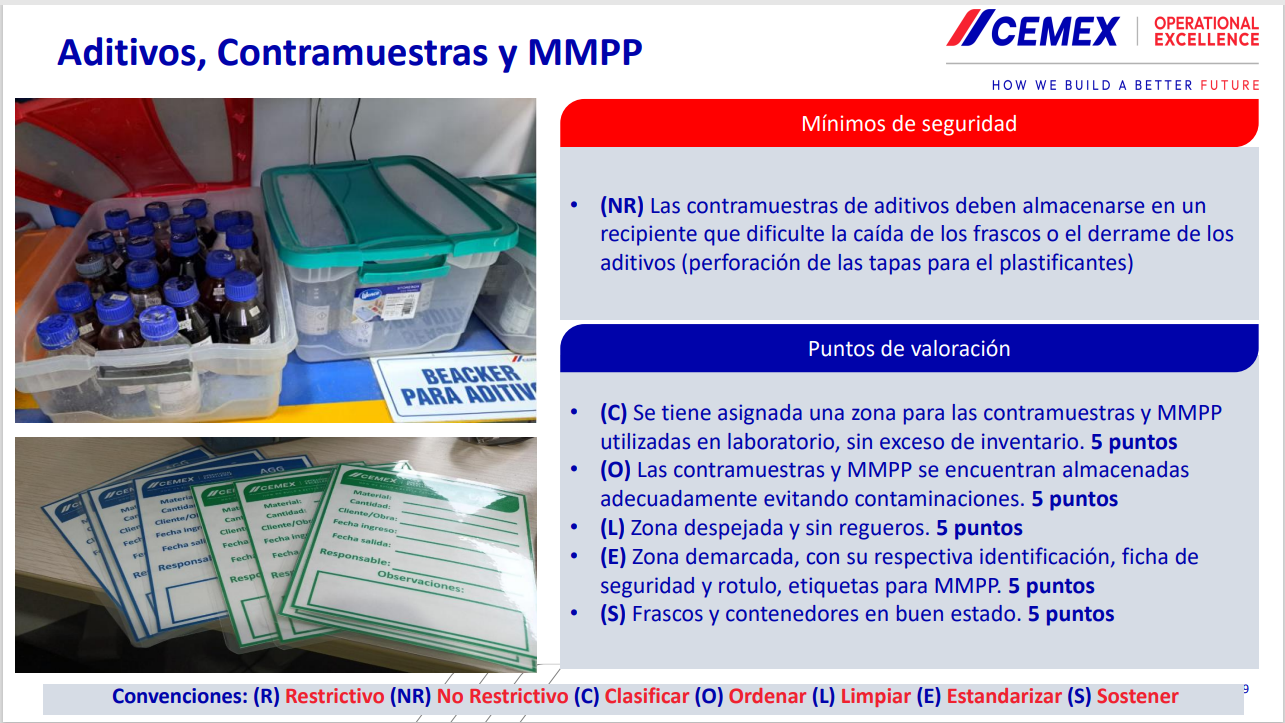 Aditivos, Contramuestras y MMPP
CEMEX
OPERATIONAL
EXCELLENCE
HOW WE BUILD A BETTER FUTURE
BEACKER
PARA ADITIV
AGG
CEMEX
Material:
Cantidad:
Cliente/Obra:
Fecha ingreso:
Fecha salida:
Responsable:
Observaciones:
Mínimos de seguridad
• (NR) Las contramuestras de aditivos deben almacenarse en un
recipiente que dificulte la caída de los frascos o el derrame de los
aditivos (perforación de las tapas para el plastificantes)
Puntos de valoración
• (C) Se tiene asignada una zona para las contramuestras y MMPP
utilizadas en laboratorio, sin exceso de inventario. 5 puntos
• (O) Las contramuestras y MMPP se encuentran almacenadas
adecuadamente evitando contaminaciones. 5 puntos
• (L) Zona despejada y sin regueros. 5 puntos
• (E) Zona demarcada, con su respectiva identificación, ficha de
seguridad y rotulo, etiquetas para MMPP. 5 puntos
• (S) Frascos y contenedores en buen estado. 5 puntos
Convenciones: (R) Restrictivo (NR) No Restrictivo (C) Clasificar (O) Ordenar (L) Limpiar (E) Estandarizar (S) Sostener
9